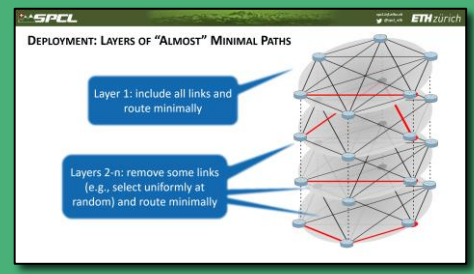 SPCL
ETHzürich
DEPLOYMENT: LAYERS OF “ALMOST” MINIMAL PATHS
Layer 1: include all links and
route minimally
Layers 2-n: remove some links
(e.g., select uniformly at
random) and route minimally